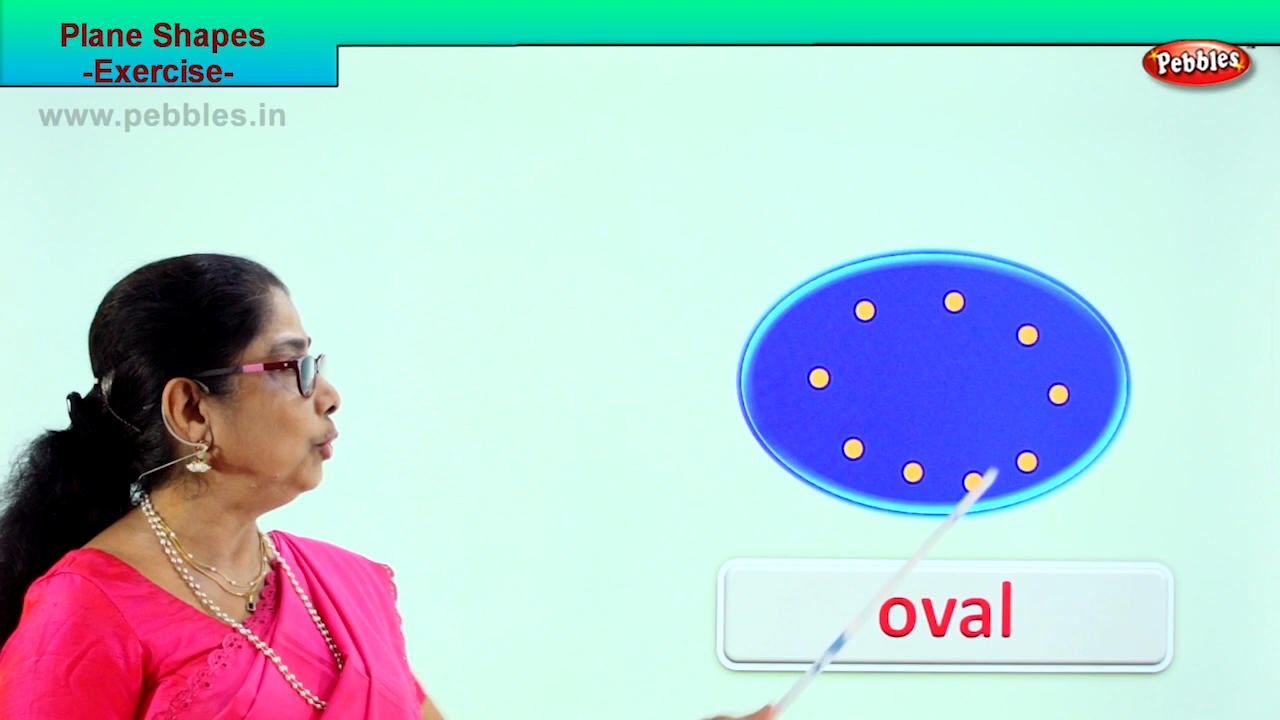 Plane Shapes
-Exercise-
Pebbles
www.pebbles.in
oval